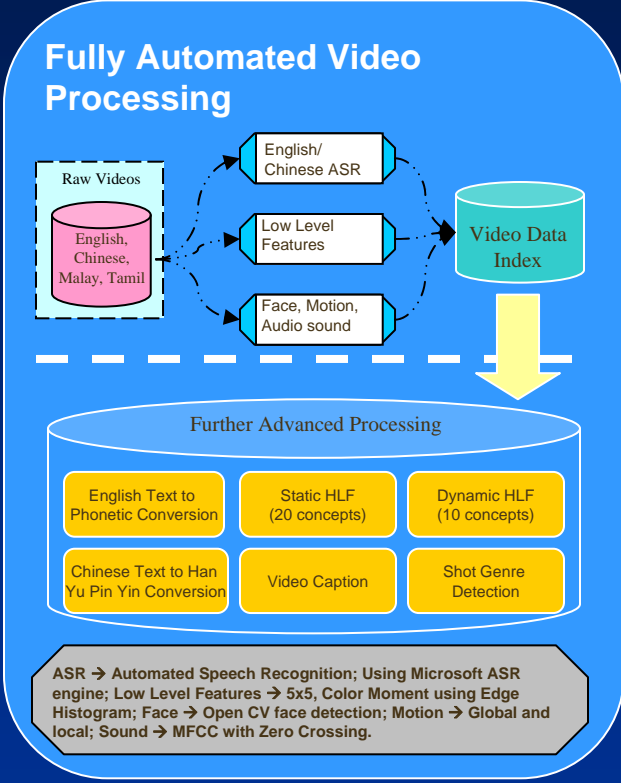 Fully Automated Video
Processing
Raw Videos
English,
Chinese,
Malay, Tamil
English/
Chinese ASR
Low Level
Features
Face, Motion,
Audio sound
Video Data
Index
Further Advanced Processing
English Text to
Phonetic Conversion
Static HLF
(20 concepts)
Dynamic HLF
(10 concepts)
Chinese Text to Han
Yu Pin Yin Conversion
Video Caption
Shot Genre
Detection
ASR → Automated Speech Recognition; Using Microsoft ASR
engine; Low Level Features → 5x5, Color Moment using Edge
Histogram; Face → Open CV face detection; Motion → Global and
local; Sound → MFCC with Zero Crossing.